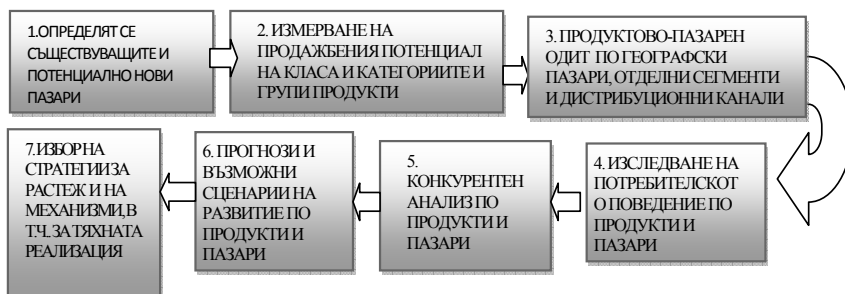 1.ОПРЕДЕЛЯТ СЕ
СЪЩЕСТВУВАЩИТЕ И
ПОТЕНЦИАЛНО НОВИ
ПАЗАРИ
2. ИЗМЕРВАНЕ НА
ПРОДАЖБЕНИЯ ПОТЕНЦИАЛ
НА КЛАСА И КАТЕГОРИИТЕ И
ГРУПИ ПРОДУКТИ
3. ПРОДУКТОВО-ПАЗАРЕН
ОДИТ ПО ГЕОГРАФСКИ
ПАЗАРИ, ОТДЕЛНИ СЕГМЕНТИ
И ДИСТРИБУЦИОННИ КАНАЛИ
4. ИЗСЛЕДВАНЕ НА
ПОТРЕБИТЕЛСКОТ
О ПОВЕДЕНИЕ ПО
ПРОДУКТИ И
ПАЗАРИ
5.
КОНКУРЕНТЕН
АНАЛИЗ ПО
ПРОДУКТИ И
ПАЗАРИ
6. ПРОГНОЗИ И
ВЪЗМОЖНИ
СЦЕНАРИИ НА
РАЗВИТИЕ ПО
ПРОДУКТИ И
ПАЗАРИ
7. ИЗБОР НА
СТРАТЕГИИ ЗА
РАСТЕЖ И НА
МЕХАНИЗМИ, В
Т.Ч. ЗА ТЯХНАТА
РЕАЛИЗАЦИЯ